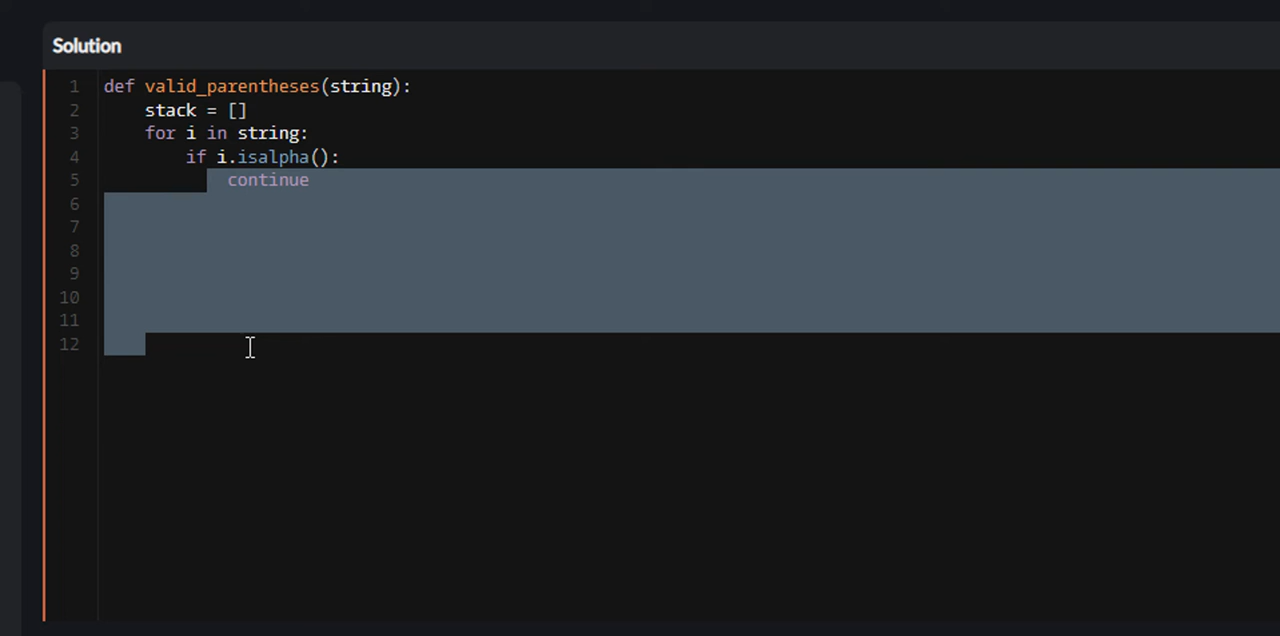 Solution
1 def valid_parentheses(string):
2     stack = []
3     for i in string:
4         if i.isalpha():
5             continue
6
7
8
9
10
11
12